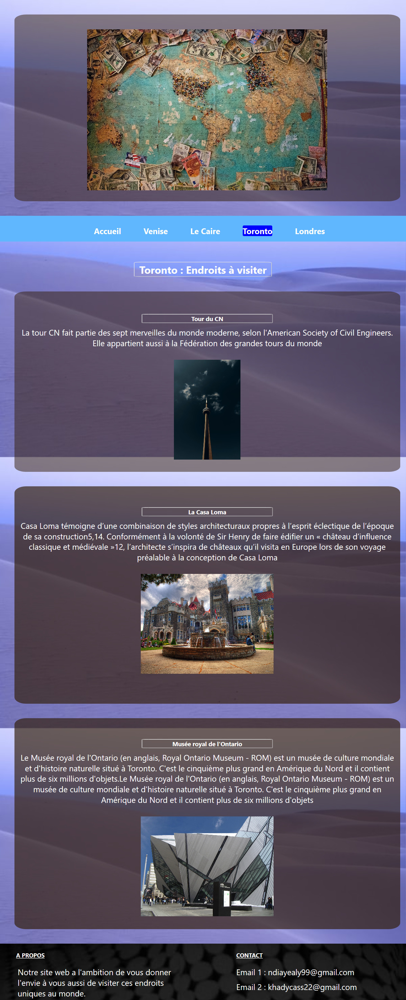 Accueil Venise Le Caire Toronto Londres
Toronto : Endroits à visiter
Tour du CN
La tour CN fait partie des sept merveilles du monde moderne, selon l'American Society of Civil Engineers.
Elle appartient aussi à la Fédération des grandes tours du monde
La Casa Loma
Casa Loma témoigne d’une combinaison de styles architecturaux propres à l’esprit éclectique de l’époque
de sa construction5,14. Conformément à la volonté de Sir Henry de faire édifier un « château d’influence
classique et médiévale »12, l’architecte s’inspira de châteaux qu’il visita en Europe lors de son voyage
préalable à la conception de Casa Loma
Musée royal de l'Ontario
Le Musée royal de l'Ontario (en anglais, Royal Ontario Museum - ROM) est un musée de culture mondiale
et d'histoire naturelle situé à Toronto. C'est le cinquième plus grand en Amérique du Nord et il contient
plus de six millions d'objets.Le Musée royal de l'Ontario (en anglais, Royal Ontario Museum - ROM) est un
musée de culture mondiale et d'histoire naturelle situé à Toronto. C'est le cinquième plus grand en
Amérique du Nord et il contient plus de six millions d'objets
A PROPOS
Notre site web a l'ambition de vous donner
l'envie à vous aussi de visiter ces endroits
uniques au monde.
CONTACT
Email 1 : ndiayealy99@gmail.com
Email 2 : khadycass22@gmail.com